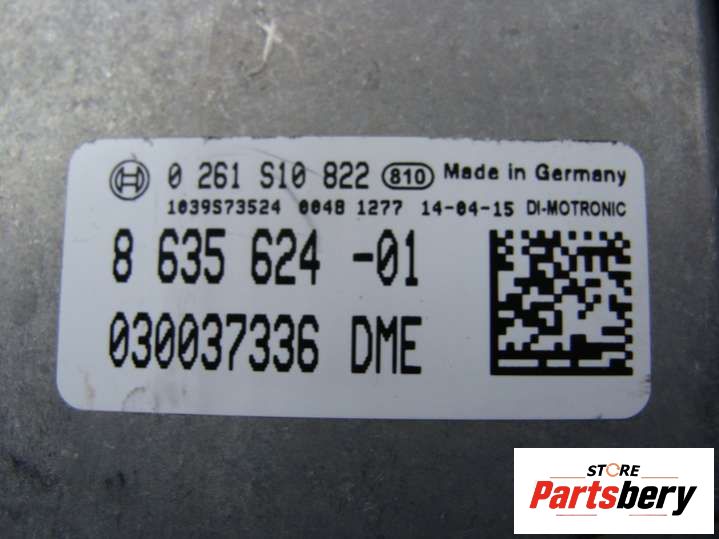 0 261 S10 822 810 Made in Germany
1039S73524 0048 1277 14-04-15 DI-MOTRONIC
8 635 624 -01
030037336 DME
STORE
Partsbery